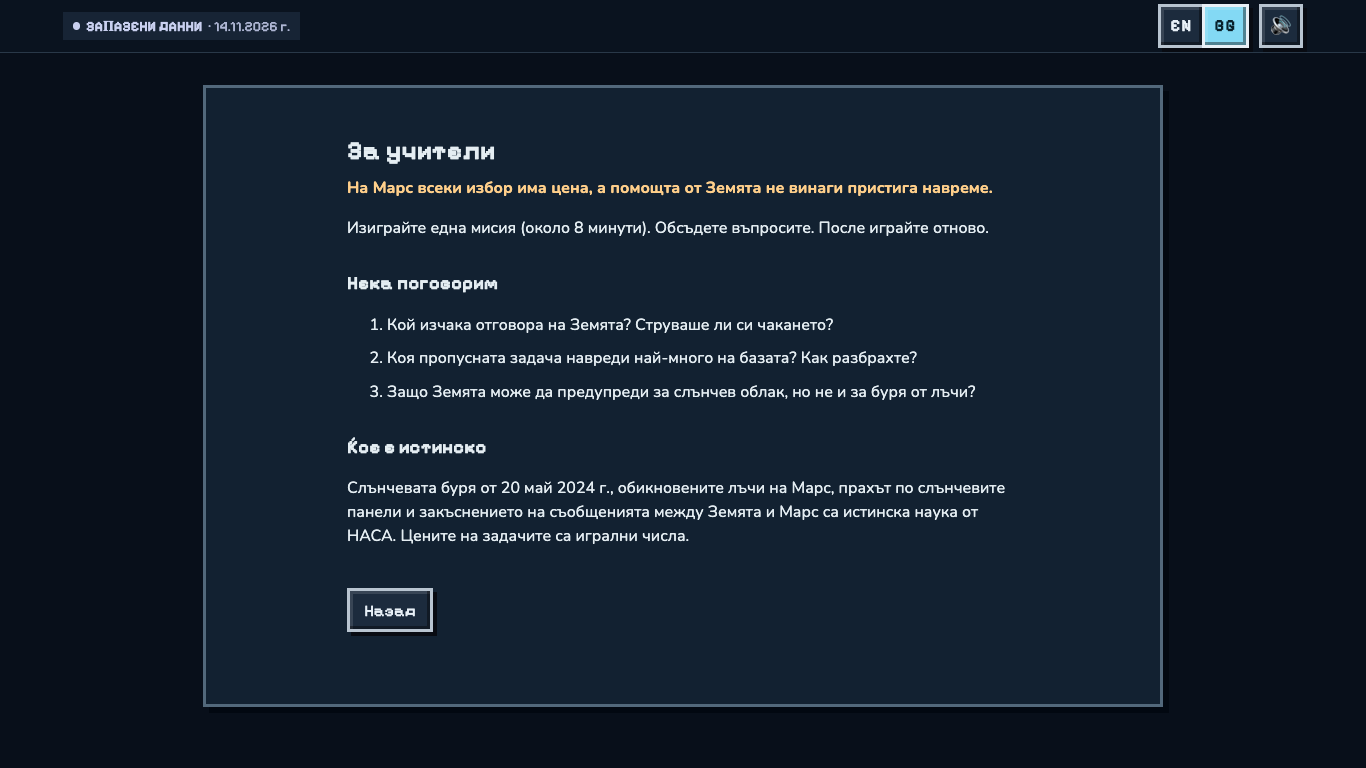 ЗАПАЗЕНИ ДАННИ · 14.11.2026 г.
EN
BG
За учители
На Марс всеки избор има цена, а помощта от Земята не винаги пристига навреме.
Изиграйте една мисия (около 8 минути). Обсъдете въпросите. После играйте отново.
Нека поговорим
1. Кой изчака отговора на Земята? Струваше ли си чакането?
2. Коя пропусната задача навреди най-много на базата? Как разбрахте?
3. Защо Земята може да предупреди за слънчев облак, но не и за буря от лъчи?
Ќое е истинско
Слънчевата буря от 20 май 2024 г., обикновените лъчи на Марс, прахът по слънчевите
панели и закъснението на съобщенията между Земята и Марс са истинска наука от
НАСА. Цените на задачите са игрални числа.
Назад